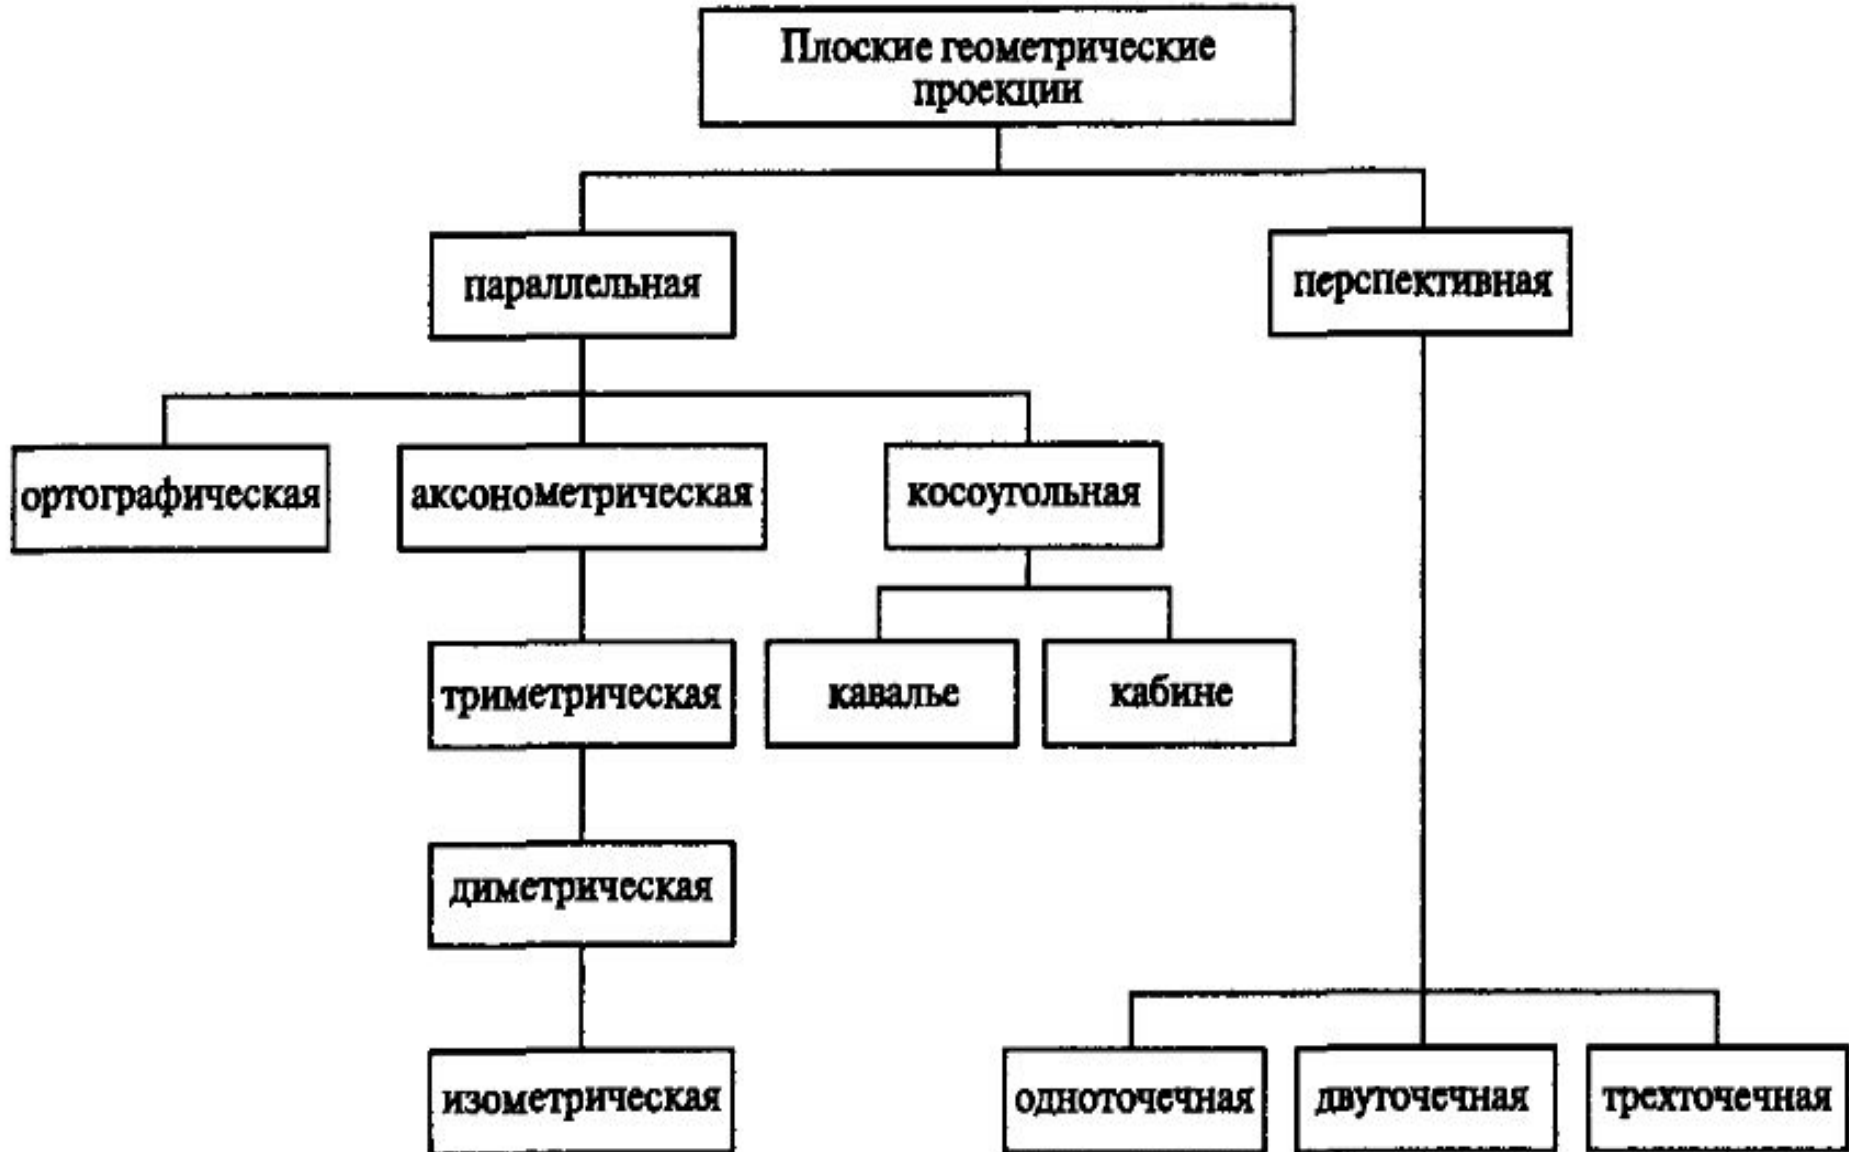 Плоские геометрические
проекции
параллельная
перспективная
ортографическая
аксонометрическая
косоугольная
триметрическая
кавалье
кабине
диметрическая
изометрическая
одноточечная
двуточечная
трехточечная